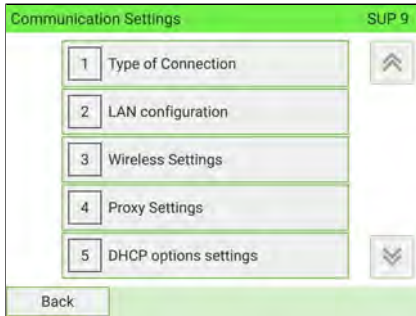 Communication Settings SUP 9
1 Type of Connection
2 LAN configuration
3 Wireless Settings
4 Proxy Settings
5 DHCP options settings
Back